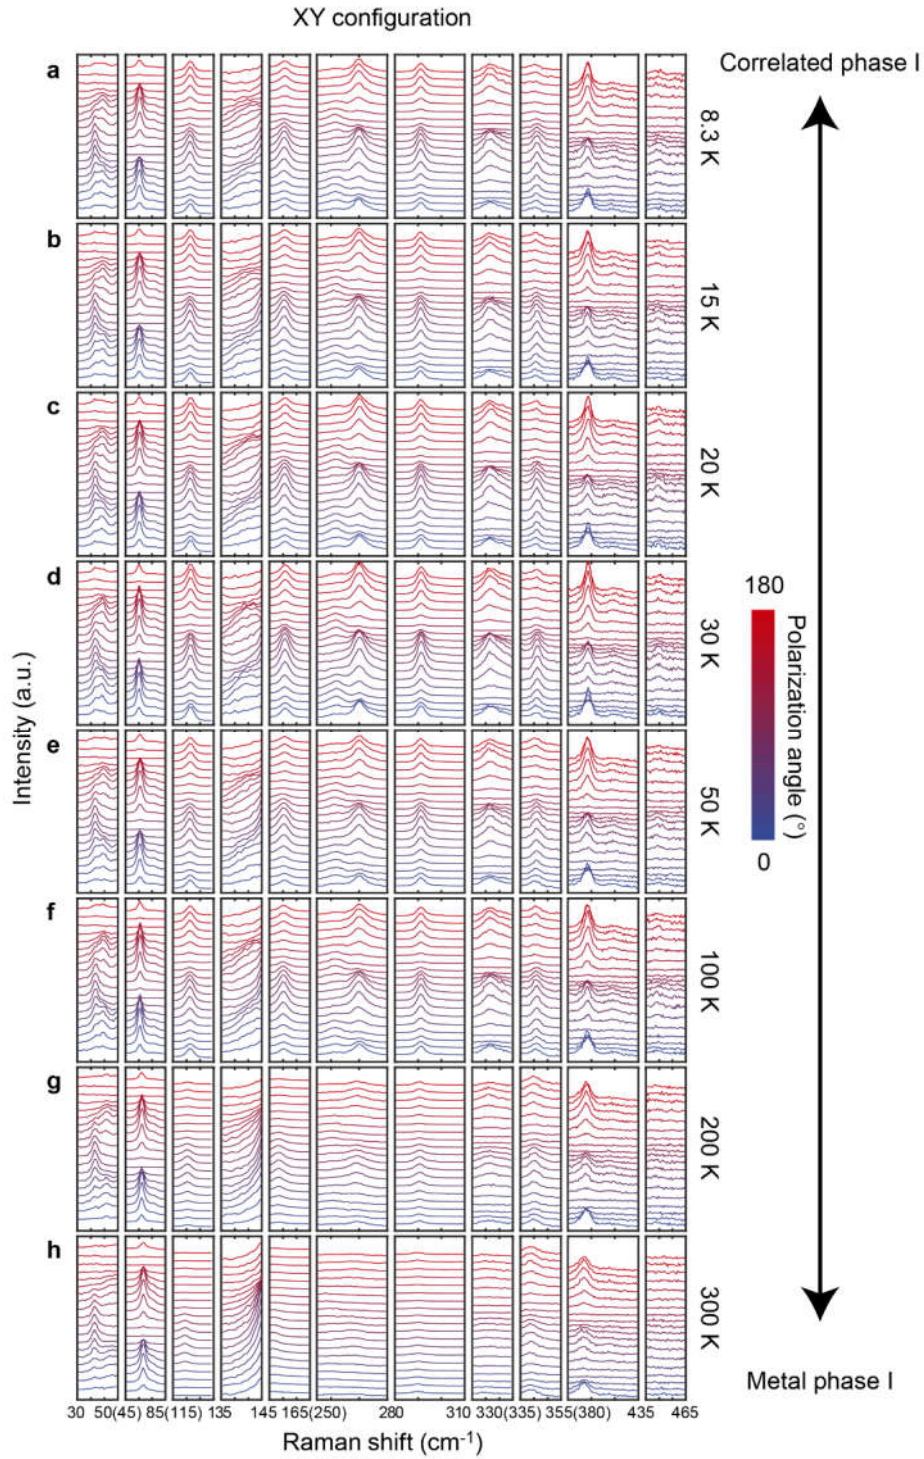 XY configuration
a
8.3 K
Correlated phase I
b
15 K
c
20 K
d
30 K
180
Polarization angle (°)
0
e
50 K
f
100 K
g
200 K
h
300 K
Metal phase I
Intensity (a.u.)
30 50(45) 85(115) 135 145 165(250) 280 310 330(335) 355(380) 435 465
Raman shift (cm-1)